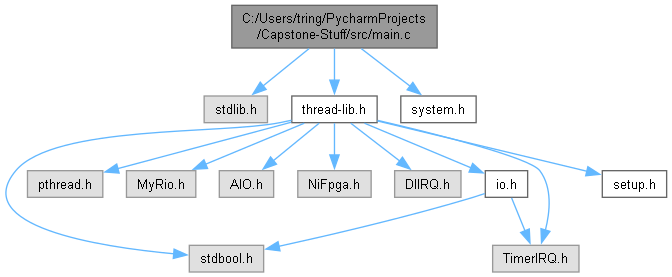 C:/Users/tring/PycharmProjects
/Capstone-Stuff/src/main.c
stdlib.h
thread-lib.h
system.h
pthread.h
MyRio.h
AIO.h
NiFpga.h
DIIRQ.h
io.h
setup.h
stdbool.h
TimerIRQ.h